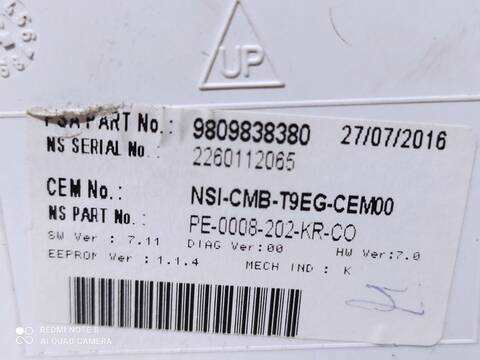 UP
PSA PART No.: 9809838380 27/07/2016
NS SERIAL No.: 2260112065
CEM No.: NSI-CMB-T9EG-CEM00
NS PART No.: PE-0008-202-KR-CO
SW Ver : 7.11 DIAG Ver:00 HW Ver:7.0
EEPROM Ver : 1.1.4 MECH IND : K
REDMI NOTE 8
AI QUAD CAMERA